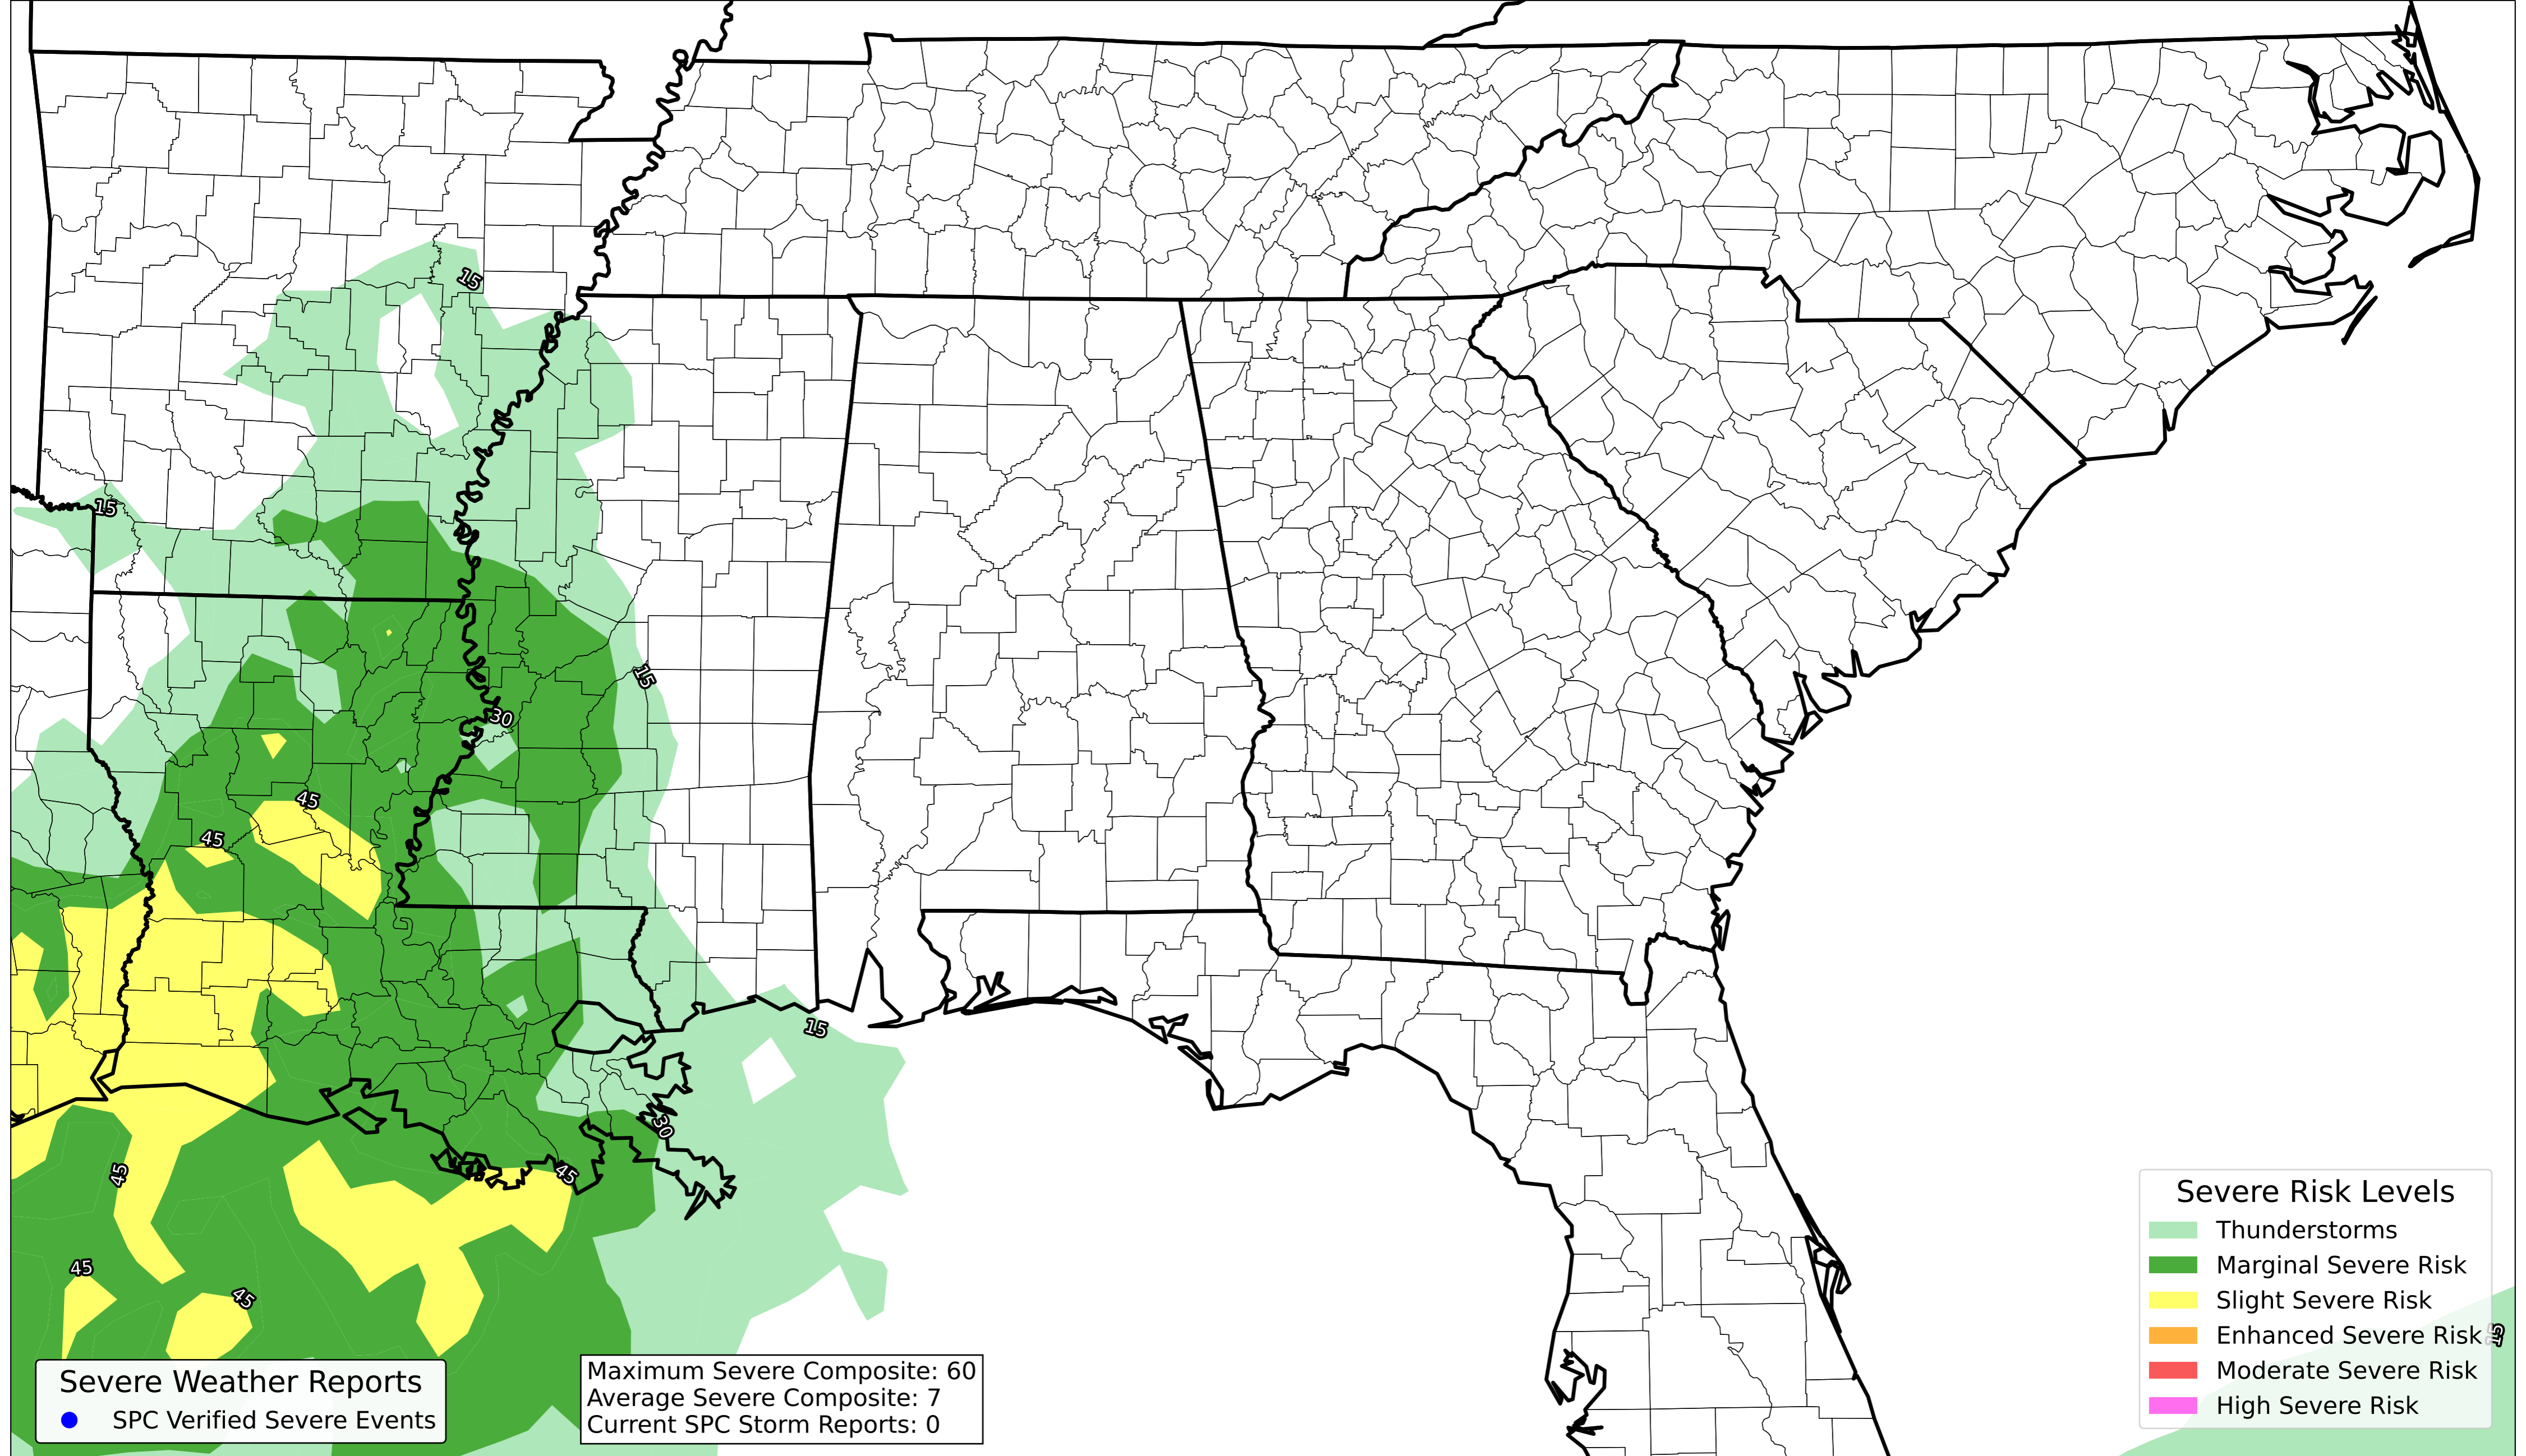 15
15
15
30
45
45
15
30
45
45
45
45
15
Severe Risk Levels
Thunderstorms
Marginal Severe Risk
Slight Severe Risk
Enhanced Severe Risk
Moderate Severe Risk
High Severe Risk
Severe Weather Reports
SPC Verified Severe Events
Maximum Severe Composite: 60
Average Severe Composite: 7
Current SPC Storm Reports: 0